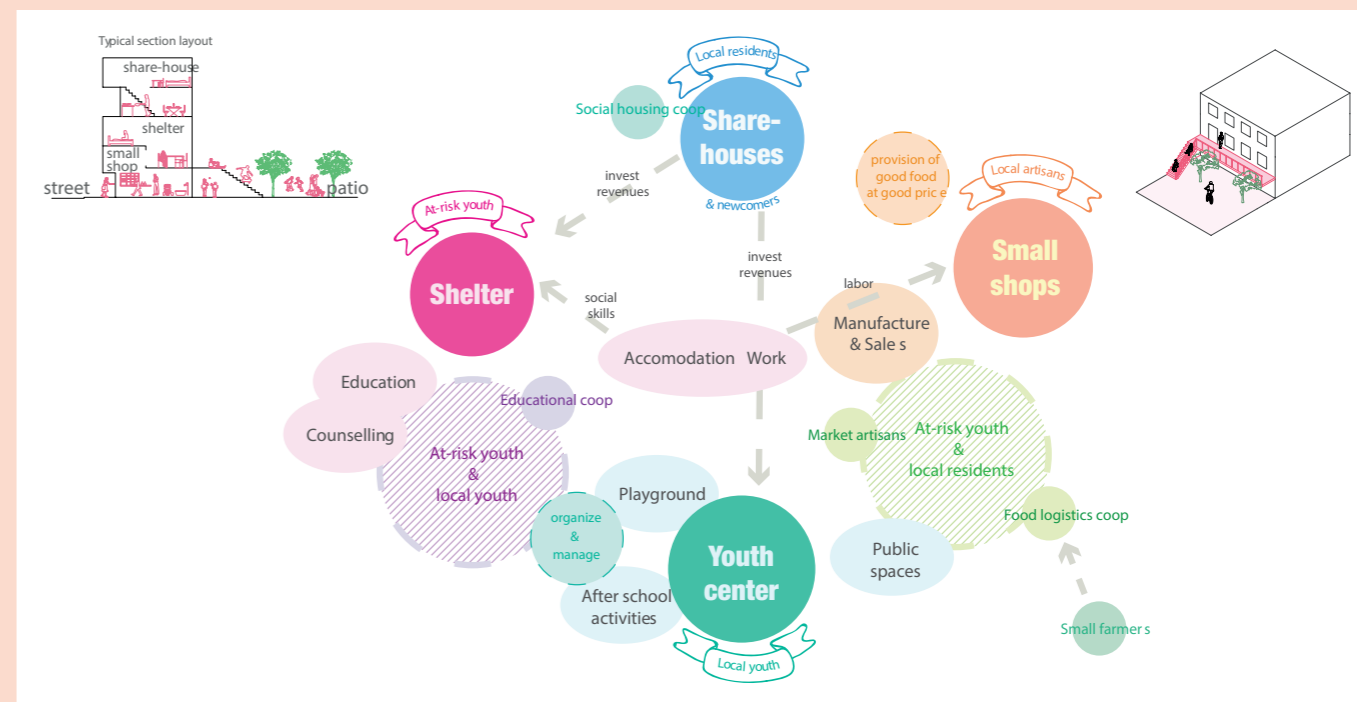 Typical section layout
share-house
shelter
small
shop
street
patio
Local residents
Social housing coop
Share-
houses
& newcomers
invest
revenues
invest
revenues
provision of
good food
at good pric e
Local artisans
Small
shops
At-risk youth
Shelter
social
skills
labor
Manufacture
& Sale s
Accomodation Work
Education
Counselling
Educational coop
At-risk youth
&
local youth
Market artisans
At-risk youth
&
local residents
Food logistics coop
Small farmer s
Playground
organize
&
manage
After school
activities
Youth
center
Local youth
Public
spaces